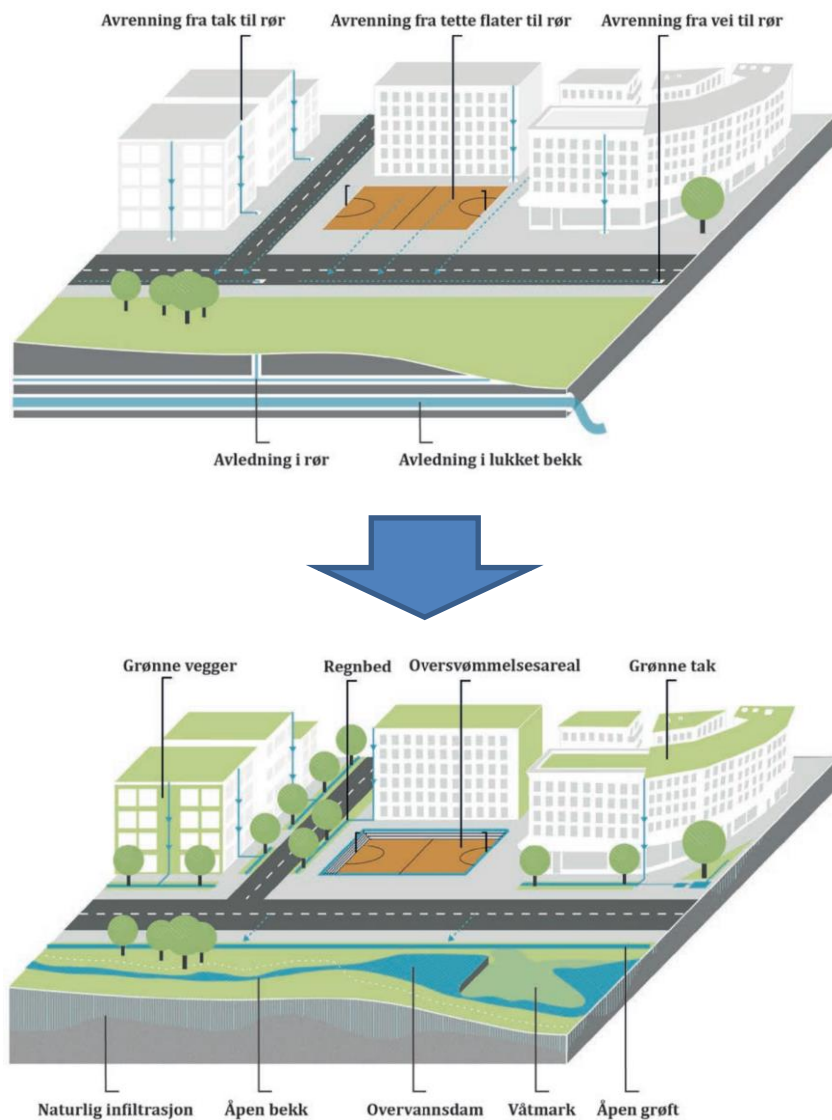 Avrenning fra tak til rør
Avrenning fra tette flater til rør
Avrenning fra vei til rør
Avledning i rør
Avledning i lukket bekk
Grønne vegger
Regnbed
Oversvømmelsesareal
Grønne tak
Naturlig infiltrasjon
Åpen bekk
Overvannsdam
Våtmark
Åpen grøft